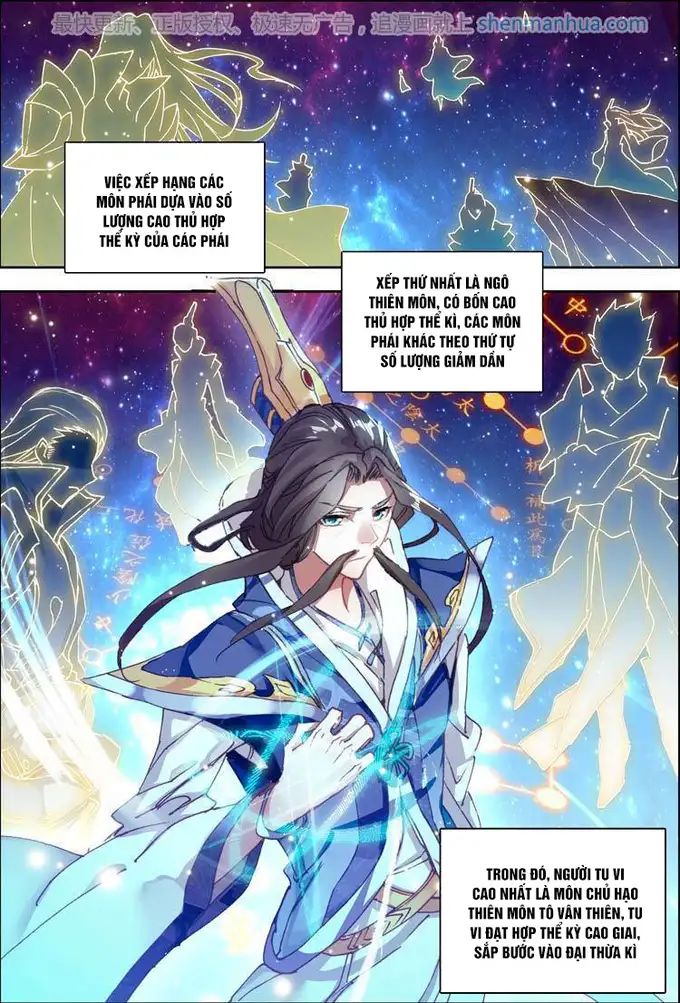 最快更新、正版授权、极速无广告，追漫画就上 shenmanhua.com
VIỆC XẾP HẠNG CÁC
MÔN PHÁI DỰA VÀO SỐ
LƯỢNG CAO THỦ HỢP
THỂ KỲ CỦA CÁC PHÁI
XẾP THỨ NHẤT LÀ NGÔ
THIÊN MÔN, CÓ BỐN CAO
THỦ HỢP THỂ KÌ, CÁC MÔN
PHÁI KHÁC THEO THỨ TỰ
SỐ LƯỢNG GIẢM DẦN
TRONG ĐÓ, NGƯỜI TU VI
CAO NHẤT LÀ MÔN CHỦ HẠO
THIÊN MÔN TÔ VÂN THIÊN, TU
VI ĐẠT HỢP THỂ KỲ CAO GIAI,
SẮP BƯỚC VÀO ĐẠI THỪA KÌ